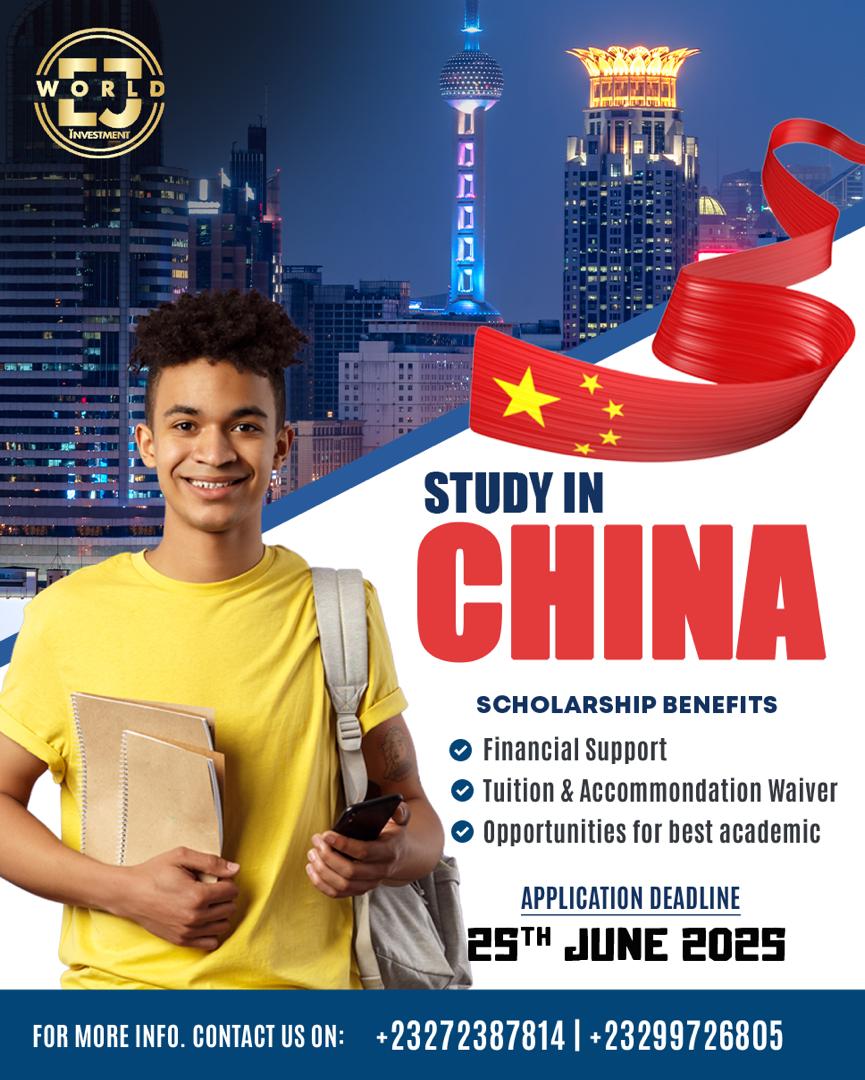 WORLD
EJ
INVESTMENT
STUDY IN
CHINA
SCHOLARSHIP BENEFITS
Financial Support
Tuition & Accommondation Waiver
Opportunities for best academic
APPLICATION DEADLINE
25TH JUNE 2025
FOR MORE INFO. CONTACT US ON: +23272387814 | +23299726805